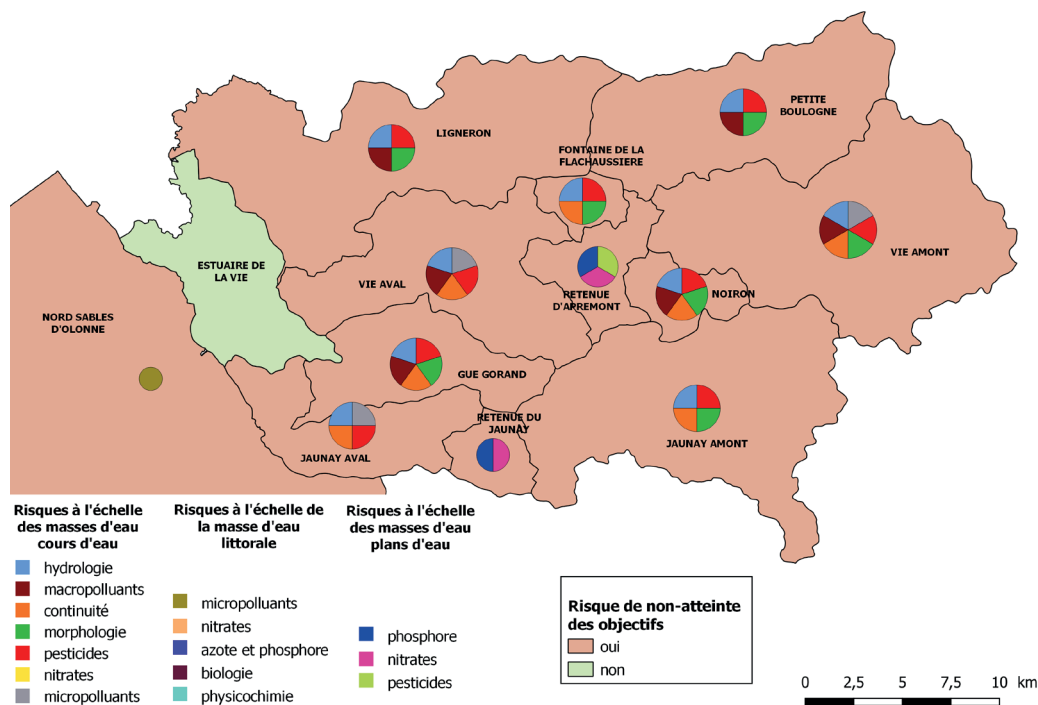 PETITE
BOULOGNE
LIGNERON
FONTAINE DE LA
FLACHAUSSIERE
VIE AMONT
ESTUAIRE DE
LA VIE
VIE AVAL
RETENUE
D'APREMONT
NOIRON
NORD SABLES
D'OLONNE
GUE GORAND
RETENUE DU
JAUNAY
JAUNAY AVAL
JAUNAY AMONT
Risques à l'échelle
des masses d'eau
cours d'eau
hydrologie
macropolluants
continuité
morphologie
pesticides
nitrates
micropolluants
Risques à l'échelle de
la masse d'eau
littorale
micropolluants
nitrates
azote et phosphore
biologie
physicochimie
Risques à l'échelle
des masses d'eau
plans d'eau
phosphore
nitrates
pesticides
Risque de non-atteinte
des objectifs
oui
non
0 2,5 5 7,5 10 km